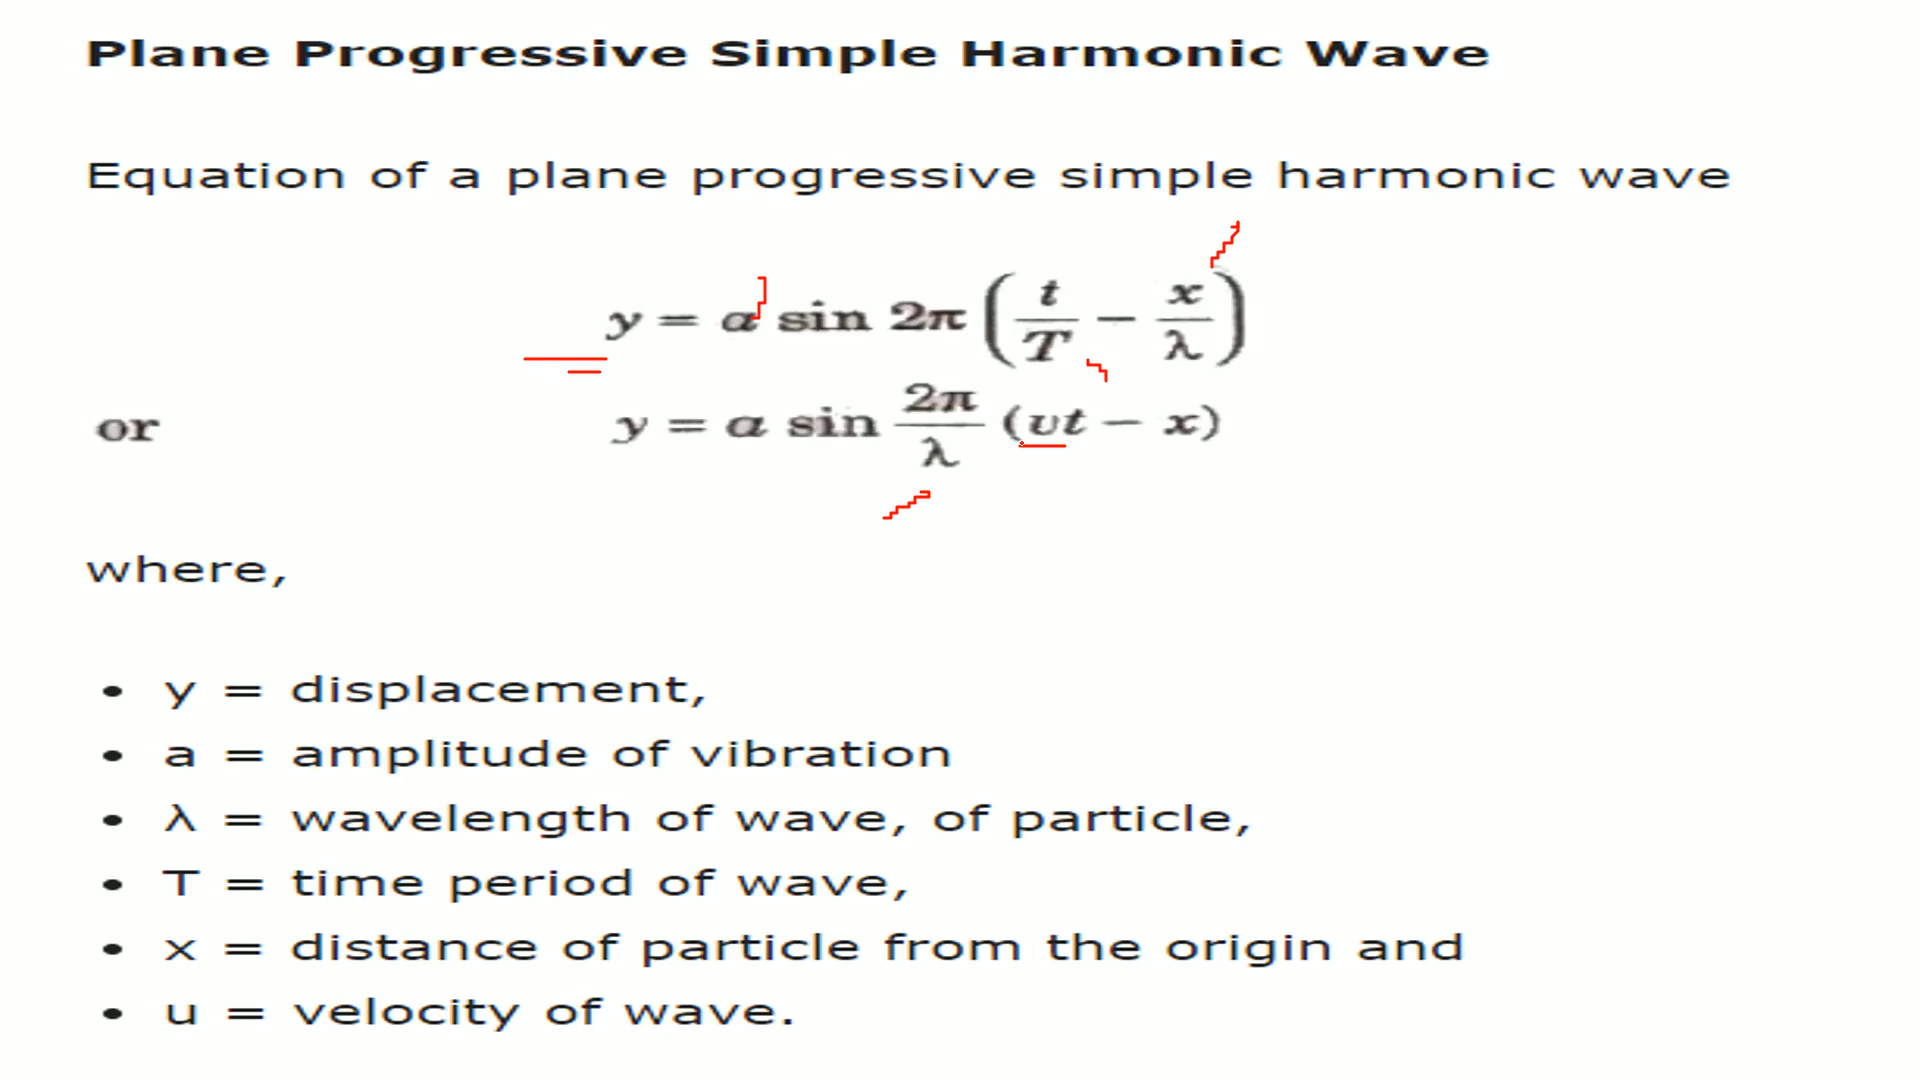 Plane Progressive Simple Harmonic Wave
Equation of a plane progressive simple harmonic wave
y = a sin 2π (t/T − x/λ)
or y = a sin 2π/λ (υt − x)
where,
• y = displacement,
• a = amplitude of vibration
• λ = wavelength of wave, of particle,
• T = time period of wave,
• x = distance of particle from the origin and
• u = velocity of wave.